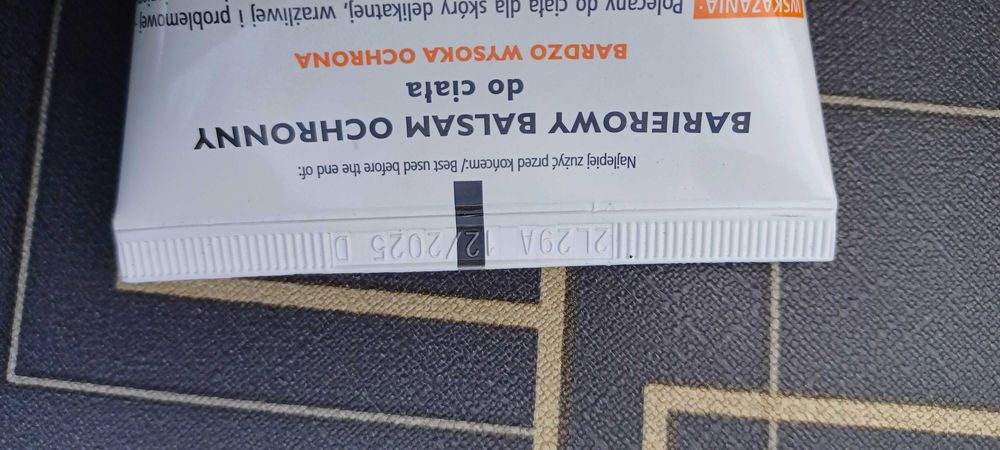 2L29A 12/2025 D
Najlepiej zużyć przed końcem:/ Best used before the end of:
BARIEROWY BALSAM OCHRONNY
do ciała
BARDZO WYSOKA OCHRONA
WSKAZANIA: Polecany do ciała dla skóry delikatnej, wrażliwej i problemowej,